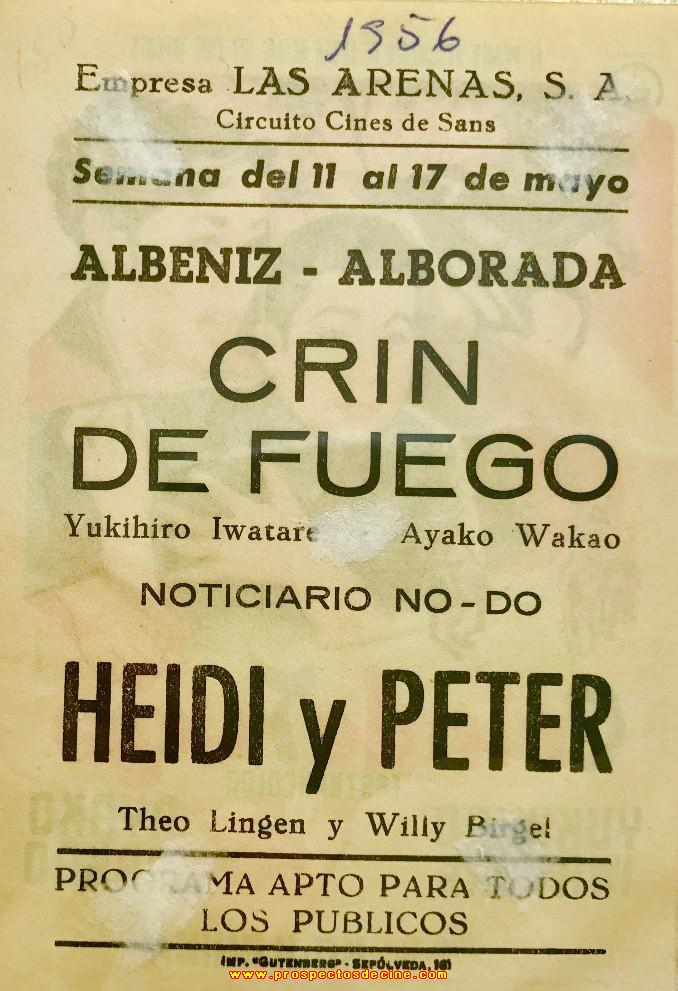 1956
Empresa LAS ARENAS, S. A.
Circuito Cines de Sans
Semana del 11 al 17 de mayo
ALBENIZ - ALBORADA
CRIN
DE FUEGO
Yukihiro Iwatare Ayako Wakao
NOTICIARIO NO-DO
HEIDI y PETER
Theo Lingen y Willy Birgel
PROGRAMA APTO PARA TODOS
LOS PUBLICOS
IMP. "GUTENBERG" - SEPÚLVEDA, 161
www.prospectosdecine.com